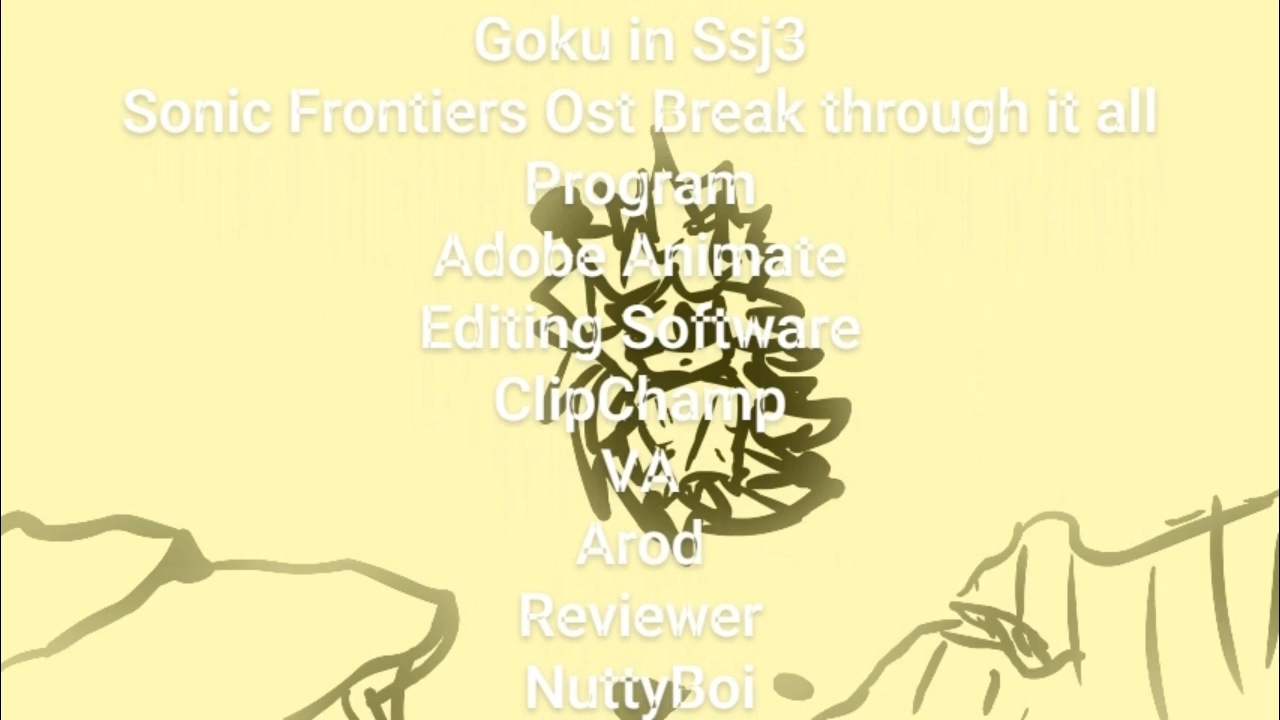 Goku in Ssj3
Sonic Frontiers Ost Break through it all
Program
Adobe Animate
Editing Software
ClipChamp
VA
Arod
Reviewer
NuttyBoi